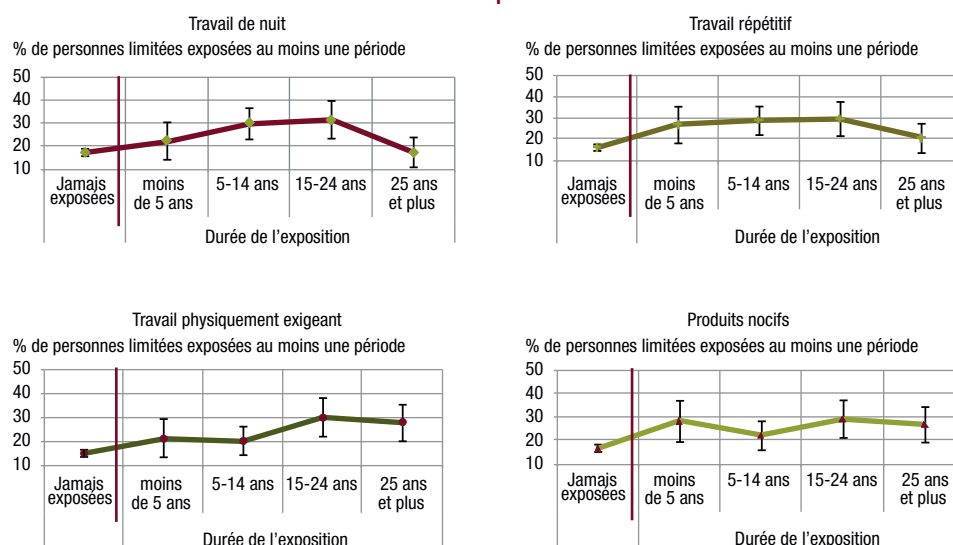 Travail de nuit
% de personnes limitées exposées au moins une période
50
40
30
20
10
Jamais exposées
moins de 5 ans
5-14 ans
15-24 ans
25 ans et plus
Durée de l'exposition
Travail répétitif
% de personnes limitées exposées au moins une période
50
40
30
20
10
Jamais exposées
moins de 5 ans
5-14 ans
15-24 ans
25 ans et plus
Durée de l'exposition
Travail physiquement exigeant
% de personnes limitées exposées au moins une période
50
40
30
20
10
Jamais exposées
moins de 5 ans
5-14 ans
15-24 ans
25 ans et plus
Durée de l'exposition
Produits nocifs
% de personnes limitées exposées au moins une période
50
40
30
20
10
Jamais exposées
moins de 5 ans
5-14 ans
15-24 ans
25 ans et plus
Durée de l'exposition